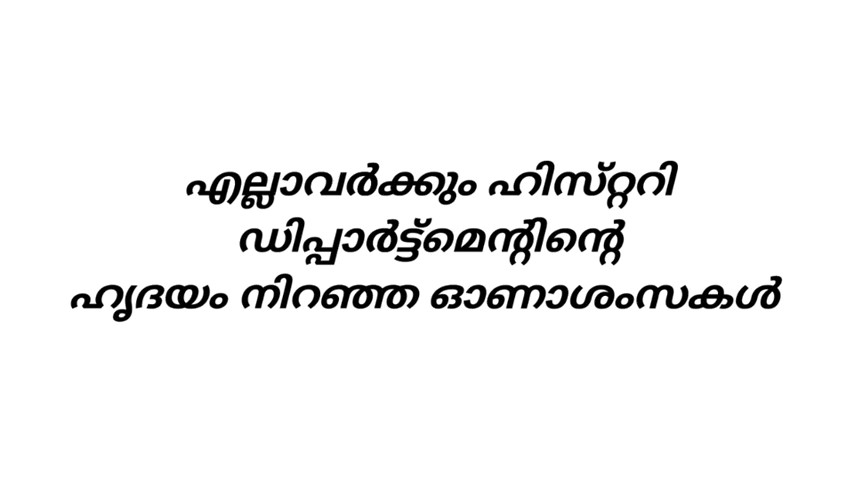 എല്ലാവർക്കും ഹിസ്റ്ററി
ഡിപ്പാർട്ട്മെന്റിന്റെ
ഹൃദയം നിറഞ്ഞ ഓണാശംസകൾ